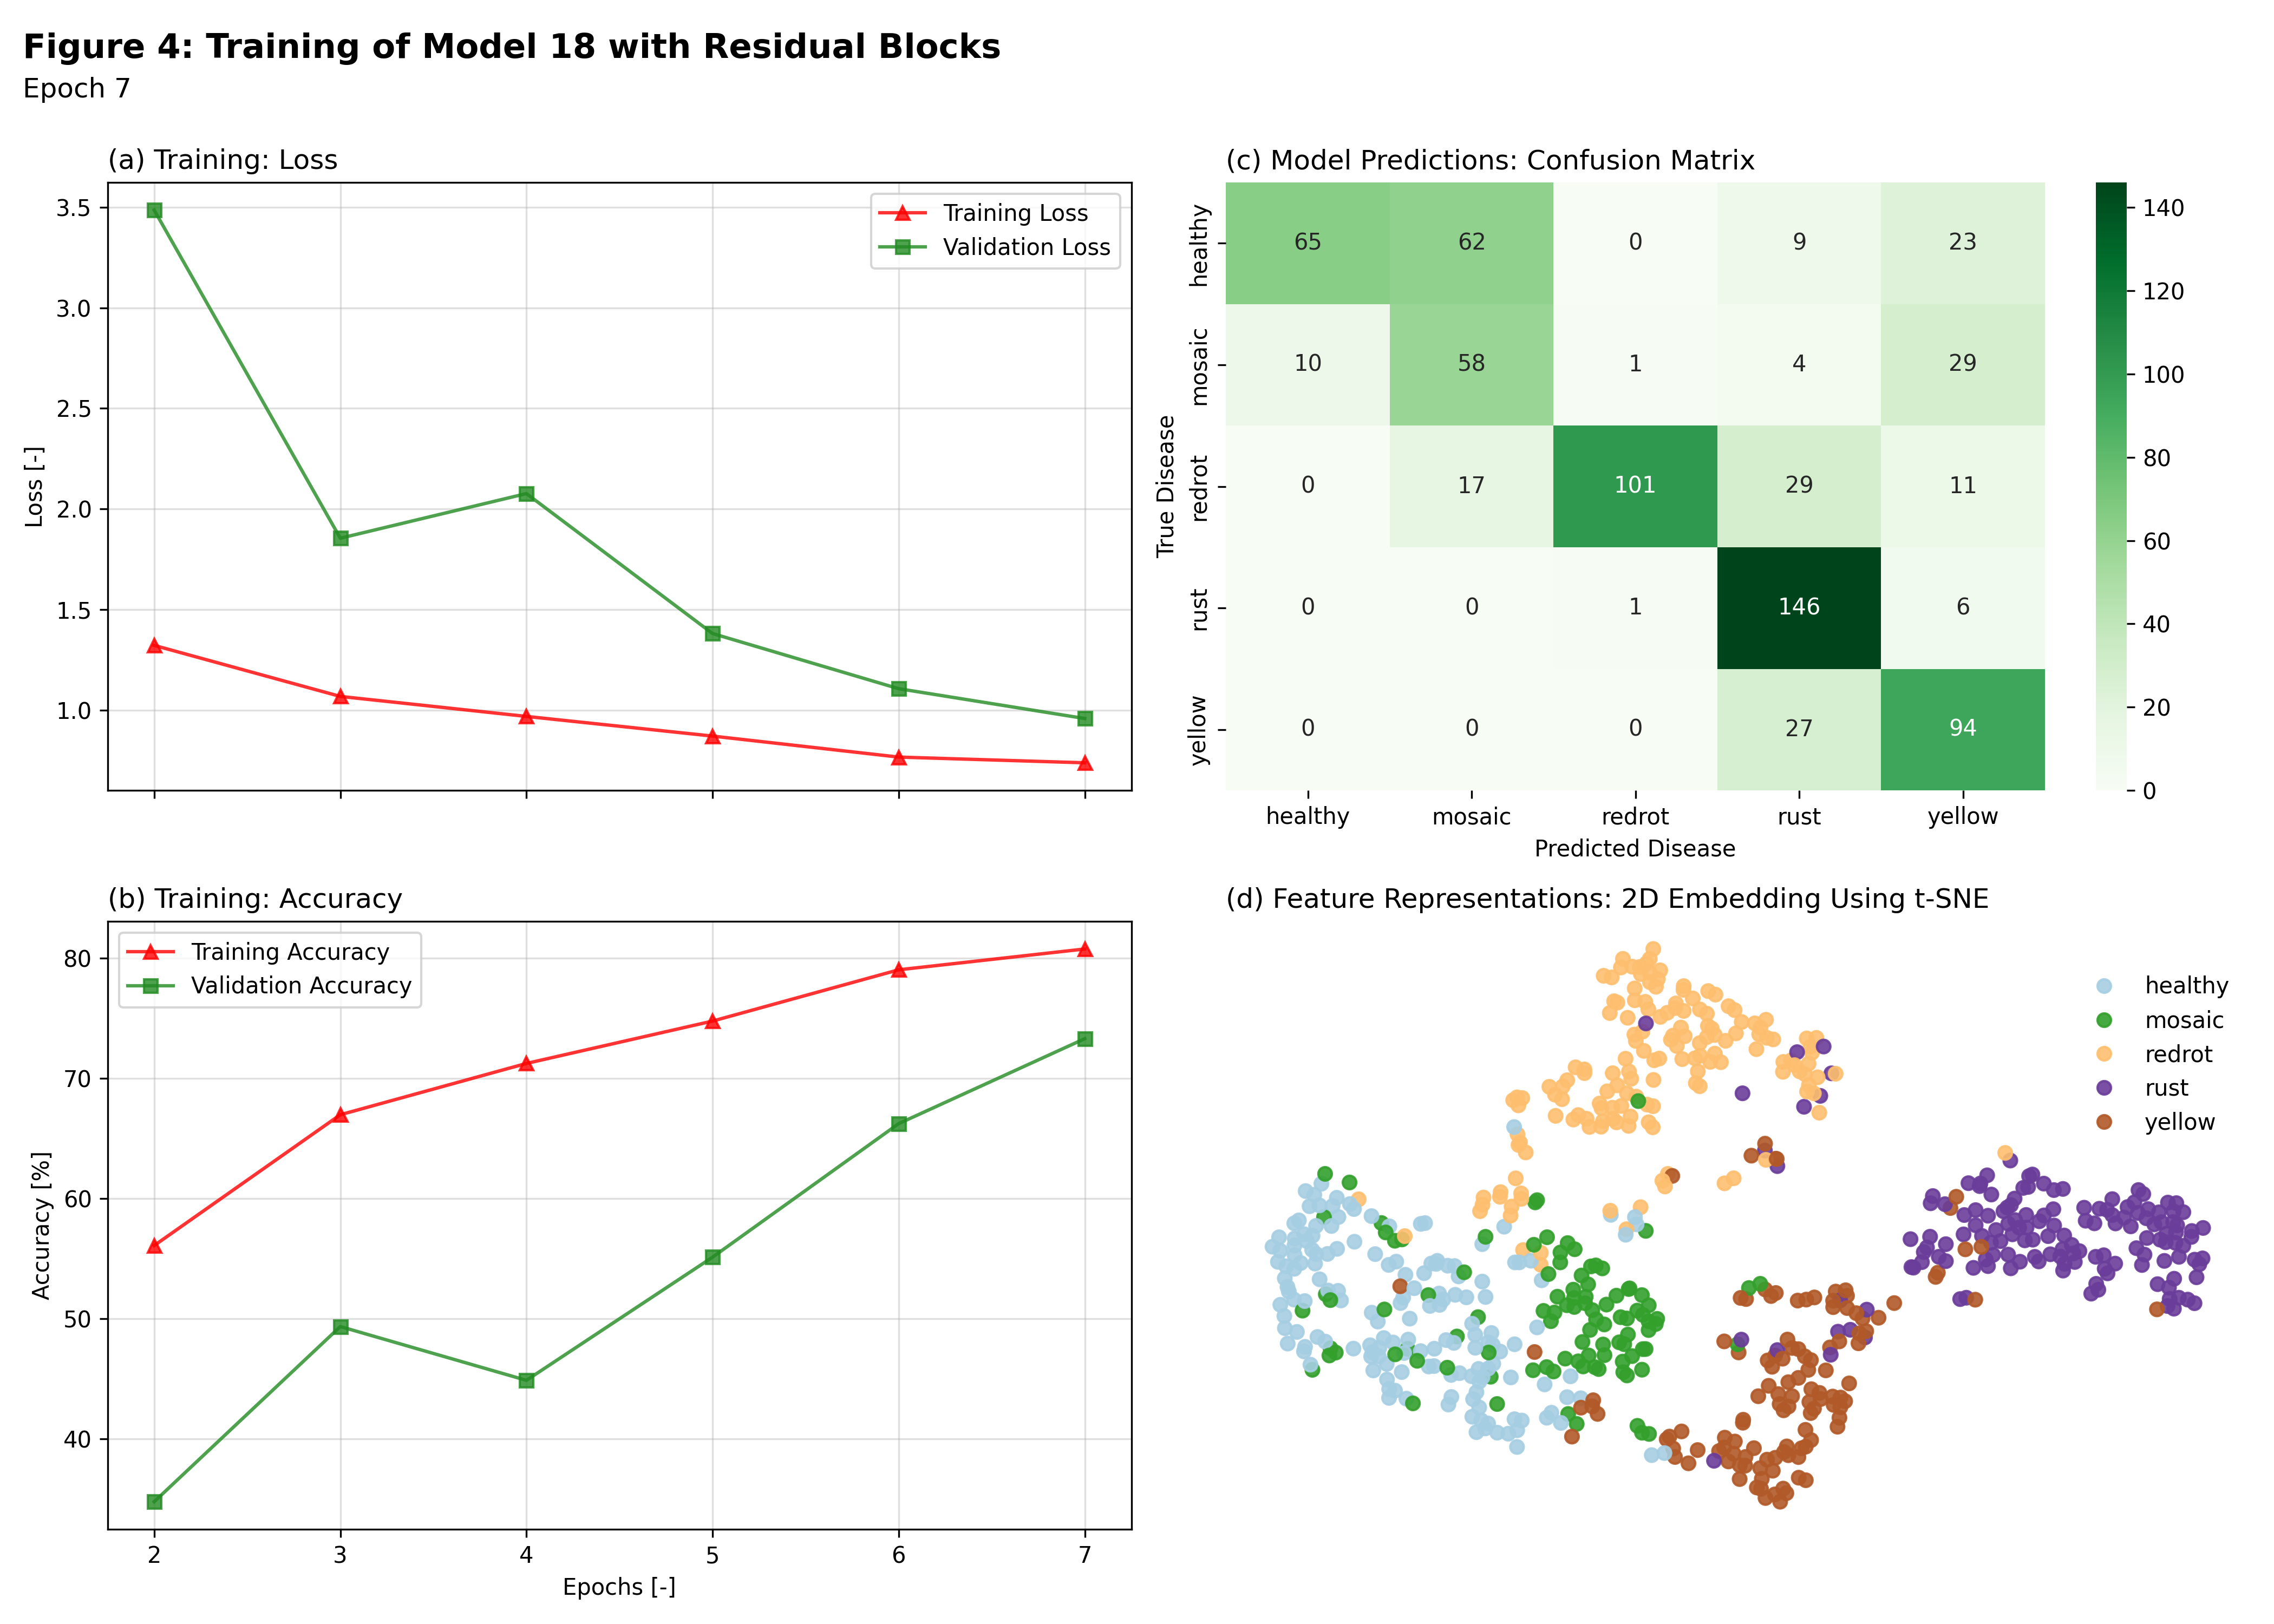 Figure 4: Training of Model 18 with Residual Blocks
Epoch 7
(a) Training: Loss
3.5
3.0
2.5
2.0
1.5
1.0
Loss [-]
Training Loss
Validation Loss
(b) Training: Accuracy
80
70
60
50
40
Accuracy [%]
Training Accuracy
Validation Accuracy
2 3 4 5 6 7
Epochs [-]
(c) Model Predictions: Confusion Matrix
True Disease
healthy 65 62 0 9 23
mosaic 10 58 1 4 29
redrot 0 17 101 29 11
rust 0 0 1 146 6
yellow 0 0 0 27 94
healthy mosaic redrot rust yellow
Predicted Disease
140
120
100
80
60
40
20
0
(d) Feature Representations: 2D Embedding Using t-SNE
healthy
mosaic
redrot
rust
yellow